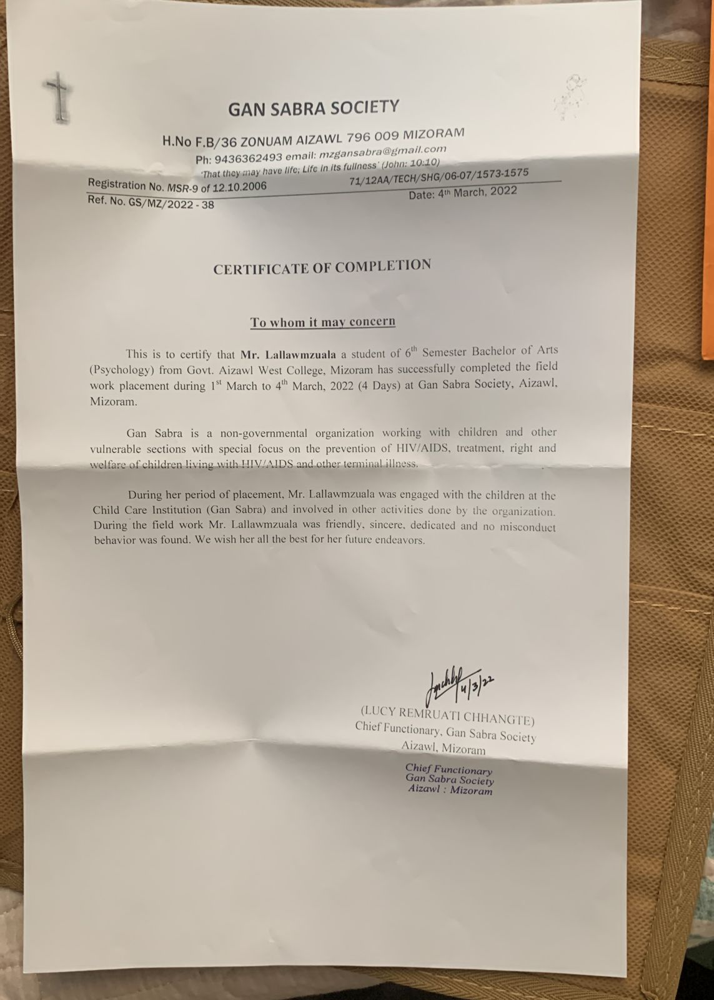 GAN SABRA SOCIETY
H.No F.B/36 ZONUAM AIZAWL 796 009 MIZORAM
Ph: 9436362493 email: mzgansabra@gmail.com
'That they may have life; Life in its fullness' (John: 10:10)
Registration No. MSR-9 of 12.10.2006 71/12AA/TECH/SHG/06-07/1573-1575
Ref. No. GS/MZ/2022 - 38 Date: 4th March, 2022
CERTIFICATE OF COMPLETION
To whom it may concern
This is to certify that Mr. Lallawmzuala a student of 6th Semester Bachelor of Arts
(Psychology) from Govt. Aizawl West College, Mizoram has successfully completed the field
work placement during 1st March to 4th March, 2022 (4 Days) at Gan Sabra Society, Aizawl,
Mizoram.
Gan Sabra is a non-governmental organization working with children and other
vulnerable sections with special focus on the prevention of HIV/AIDS, treatment, right and
welfare of children living with HIV/AIDS and other terminal illness.
During her period of placement, Mr. Lallawmzuala was engaged with the children at the
Child Care Institution (Gan Sabra) and involved in other activities done by the organization.
During the field work Mr. Lallawmzuala was friendly, sincere, dedicated and no misconduct
behavior was found. We wish her all the best for her future endeavors.
4/3/22
(LUCY REMRUATI CHHANGTE)
Chief Functionary, Gan Sabra Society
Aizawl, Mizoram
Chief Functionary
Gan Sabra Society
Aizawl : Mizoram